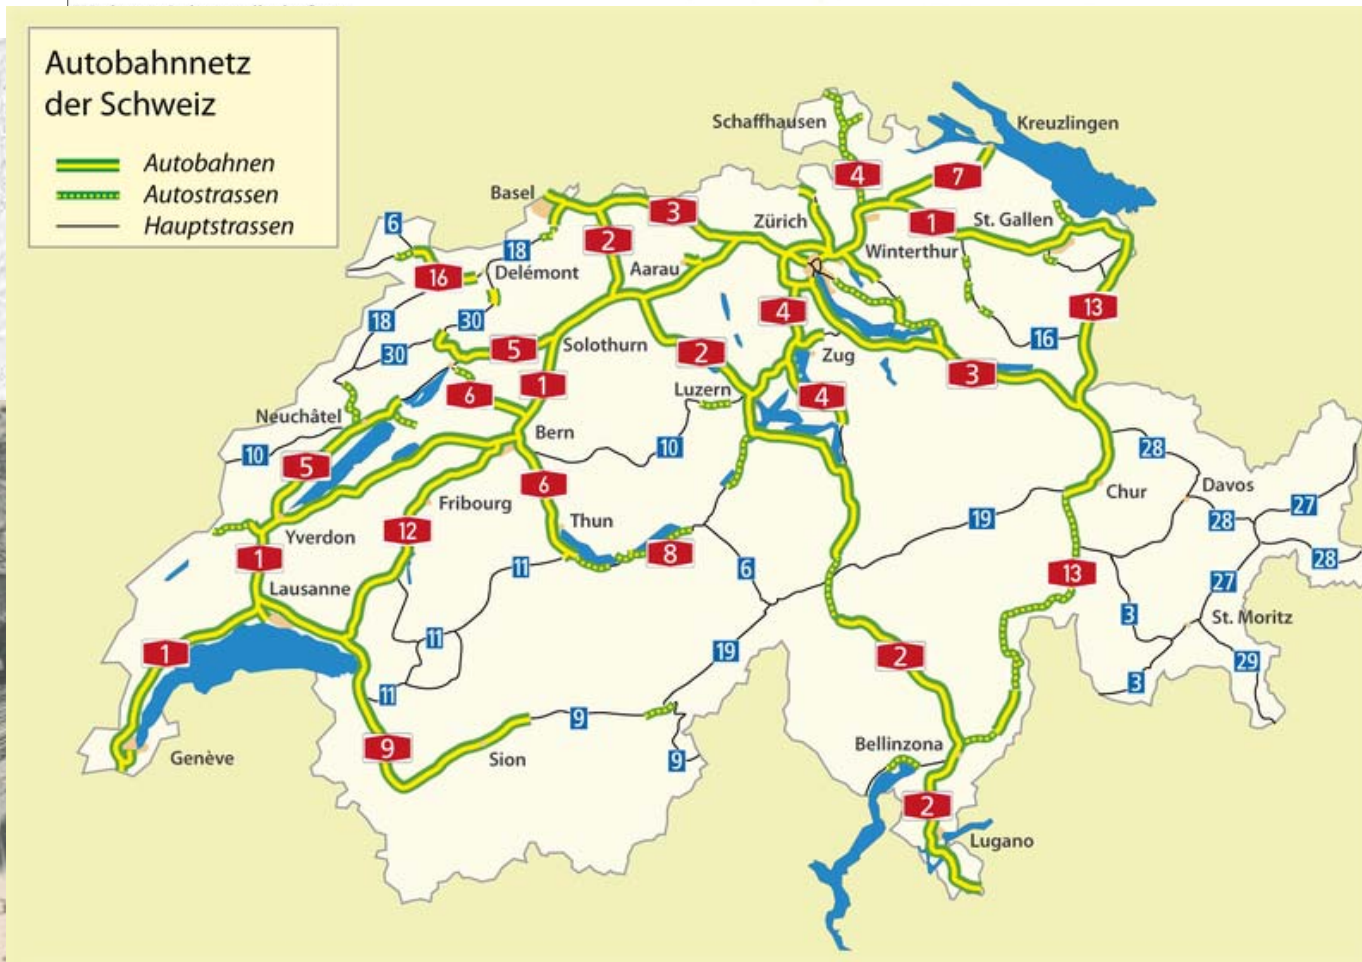 Autobahnnetz
der Schweiz
Autobahnen
Autostrassen
Hauptstrassen
Schaffhausen
Kreuzlingen
4
7
Basel
3
Zürich
1
St. Gallen
6
2
18
Winterthur
Aarau
16
Delémont
4
13
18
30
16
30
5
Solothurn
2
Zug
3
1
Luzern
6
4
Neuchâtel
Bern
10
10
28
5
6
Chur
Davos
Fribourg
27
19
28
12
Thun
Yverdon
8
28
1
11
6
13
27
Lausanne
3
St. Moritz
11
1
19
2
29
11
3
9
9
Sion
Bellinzona
Genève
9
2
Lugano